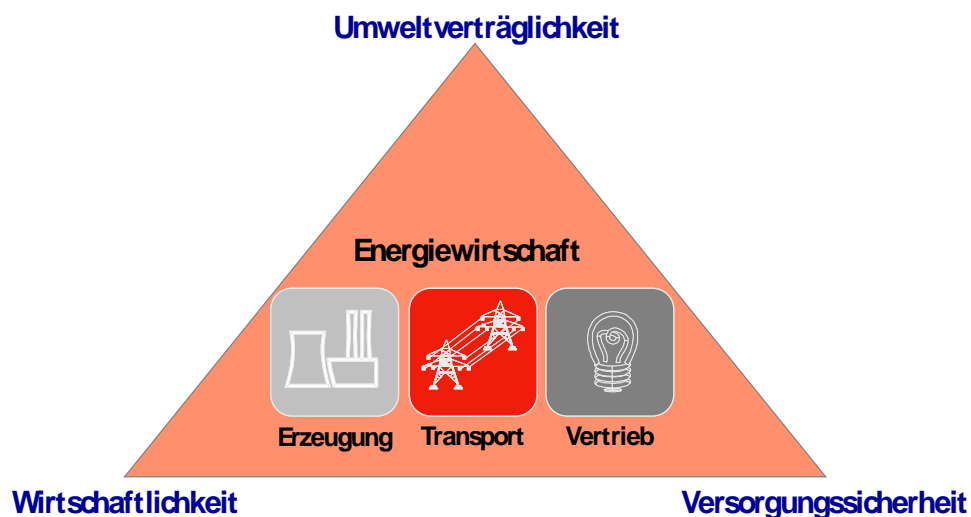 Umweltverträglichkeit
Energiewirtschaft
Erzeugung Transport Vertrieb
Wirtschaftlichkeit Versorgungssicherheit